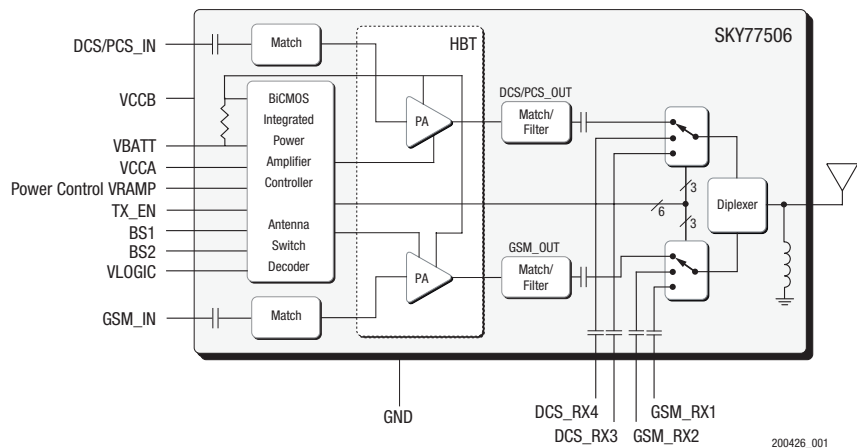 SKY77506
HBT
DCS/PCS_IN
Match
VCCB
VBATT
VCCA
Power Control VRAMP
TX_EN
BS1
BS2
VLOGIC
GSM_IN
Match
BiCMOS
Integrated
Power
Amplifier
Controller
Antenna
Switch
Decoder
PA
PA
DCS/PCS_OUT
Match/
Filter
GSM_OUT
Match/
Filter
3
6
3
Diplexer
GND
DCS_RX4
DCS_RX3
GSM_RX1
GSM_RX2
200426_001